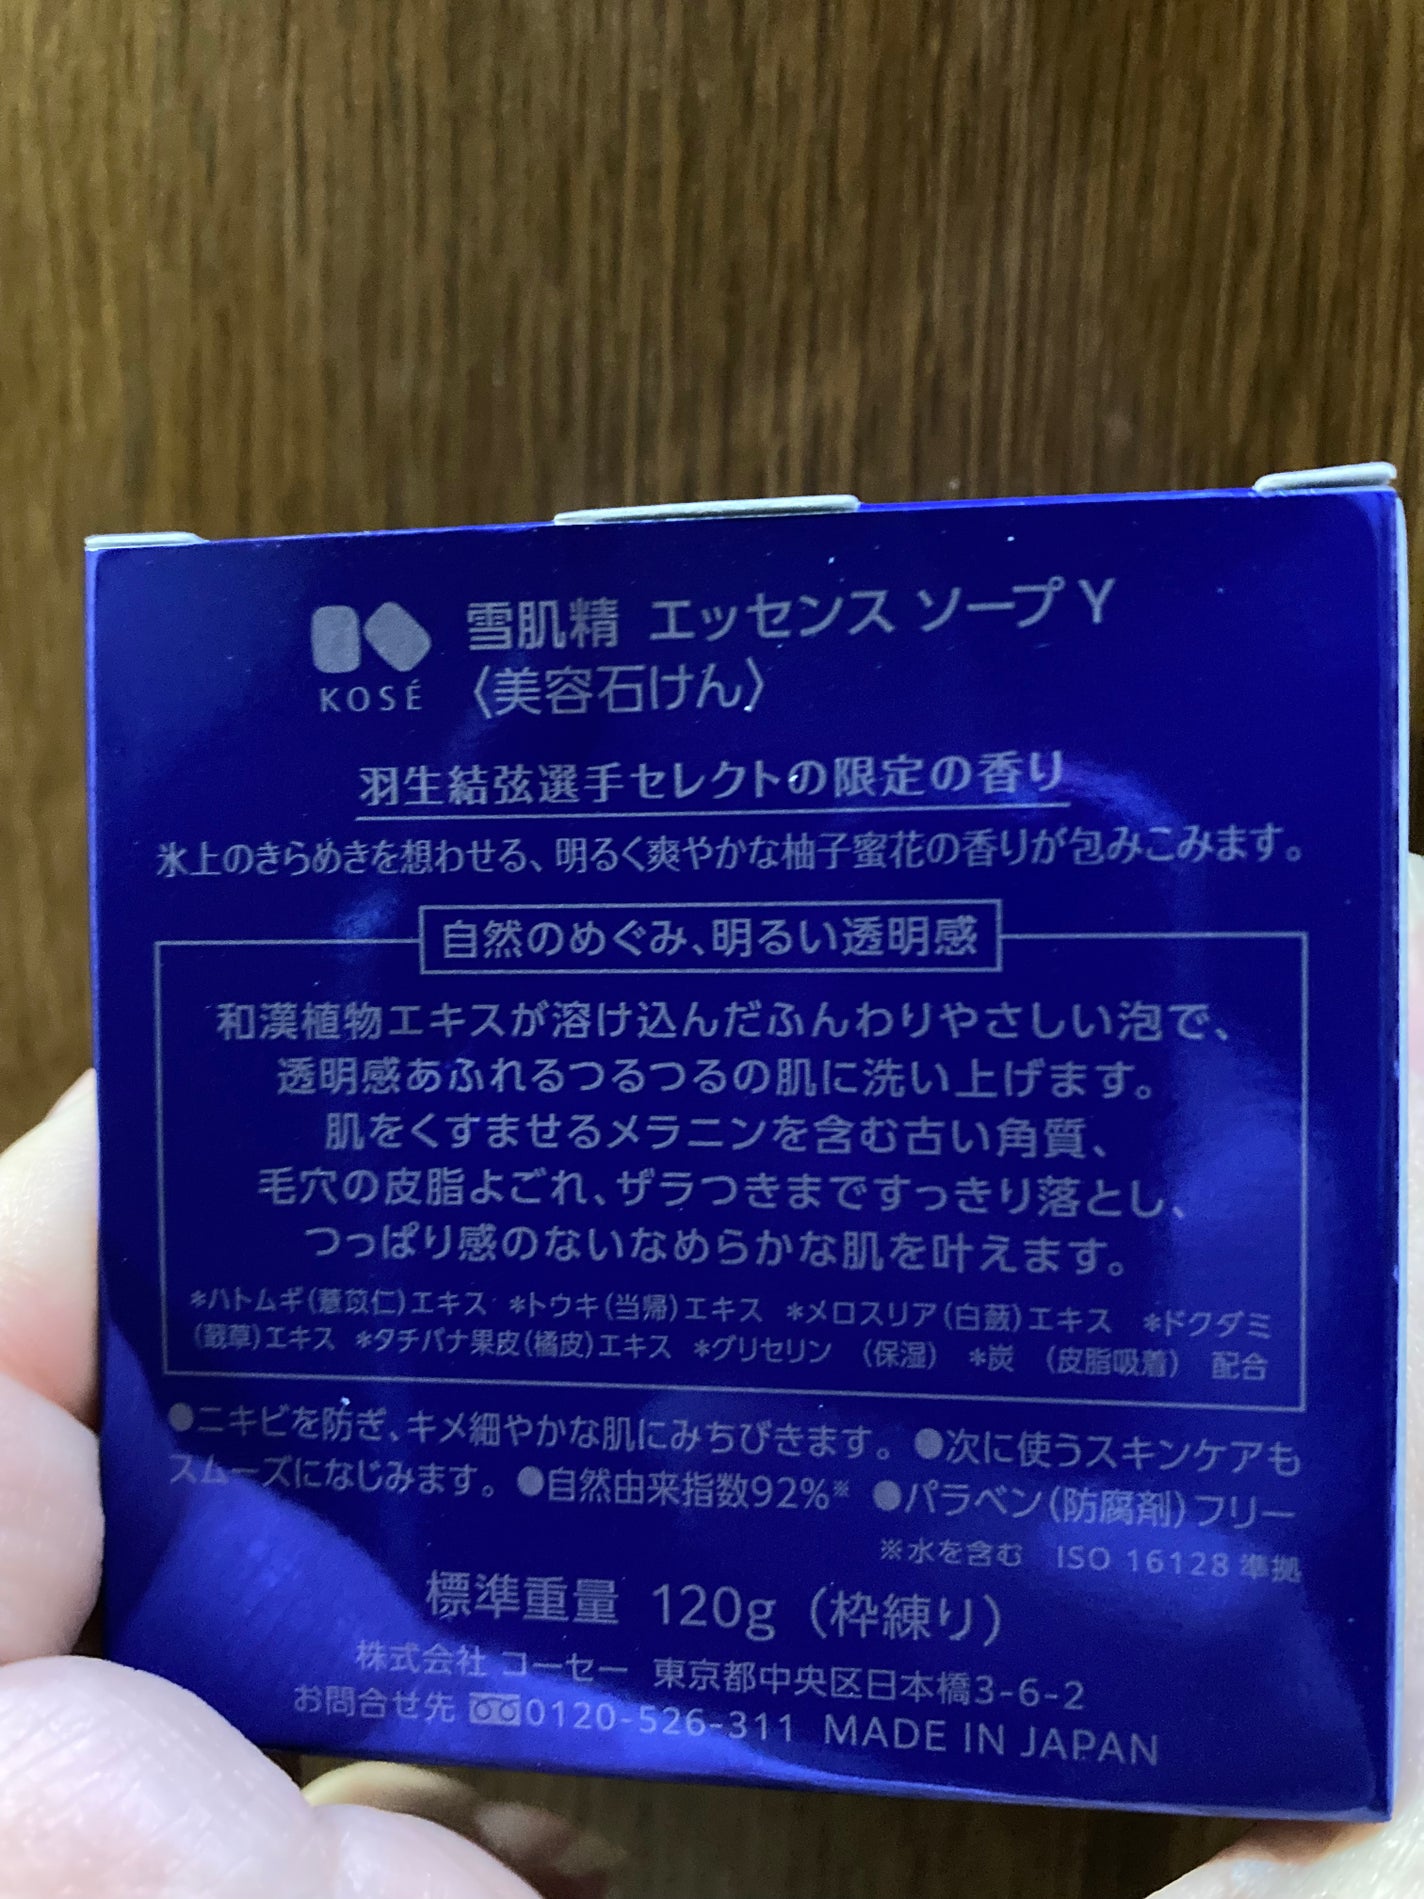 雪肌精 エッセンス ソープ Y
KOSÉ 〈美容石けん〉
羽生結弦選手セレクトの限定の香り
氷上のきらめきを想わせる、明るく爽やかな柚子蜜花の香りが包みこみます。
自然のめぐみ、明るい透明感
和漢植物エキスが溶け込んだふんわりやさしい泡で、
透明感あふれるつるつるの肌に洗い上げます。
肌をくすませるメラニンを含む古い角質、
毛穴の皮脂よごれ、ザラつきまですっきり落とし、
つっぱり感のないなめらかな肌を叶えます。
*ハトムギ(薏苡仁)エキス *トウキ(当帰)エキス *メロスリア(白蘞)エキス *ドクダミ
(蕺草)エキス *タチバナ果皮(橘皮)エキス *グリセリン (保湿) *炭 (皮脂吸着) 配合
●ニキビを防ぎ、キメ細やかな肌にみちびきます。●次に使うスキンケアも
スムーズになじみます。●自然由来指数92%※ ●パラベン(防腐剤)フリー
※水を含む ISO 16128 準拠
標準重量 120g (枠練り)
株式会社 コーセー 東京都中央区日本橋3-6-2
お問合せ先 0120-526-311 MADE IN JAPAN